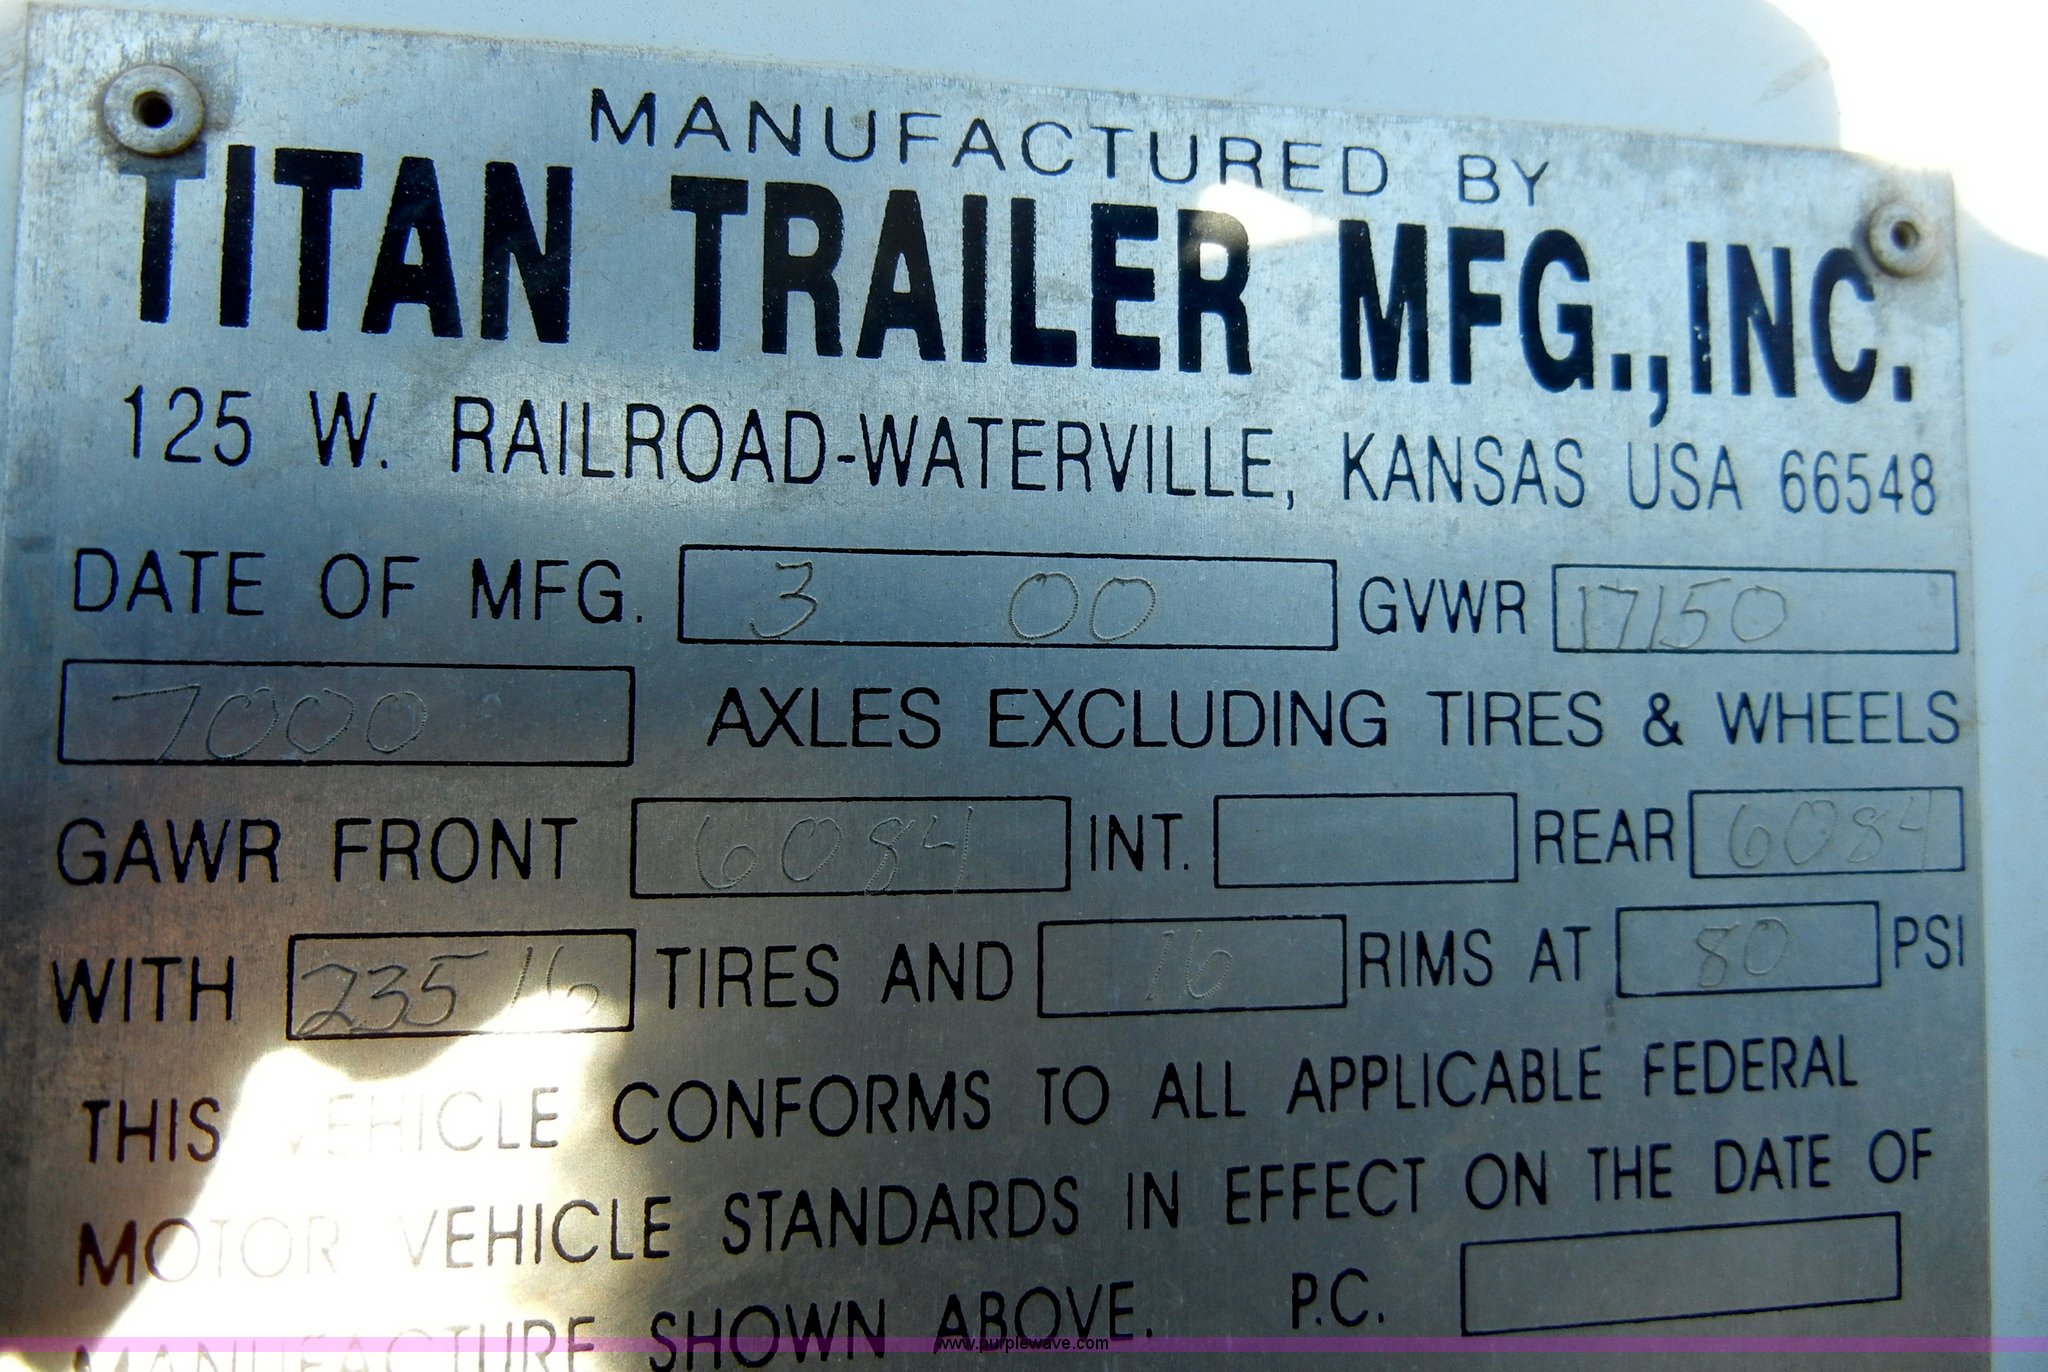 MANUFACTURED BY
TITAN TRAILER MFG., INC.
125 W. RAILROAD-WATERVILLE, KANSAS USA 66548
DATE OF MFG. 3 00 GVWR 17150
7000 AXLES EXCLUDING TIRES & WHEELS
GAWR FRONT 6084 INT. REAR 6084
WITH 235 16 TIRES AND 16 RIMS AT 80 PSI
THIS VEHICLE CONFORMS TO ALL APPLICABLE FEDERAL
MOTOR VEHICLE STANDARDS IN EFFECT ON THE DATE OF
MANUFACTURE SHOWN ABOVE. P.C.
www.purplewave.com